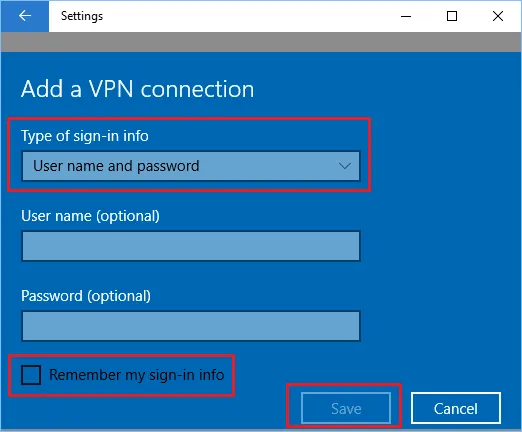 Settings
Add a VPN connection
Type of sign-in info
User name and password
User name (optional)
Password (optional)
Remember my sign-in info
Save
Cancel